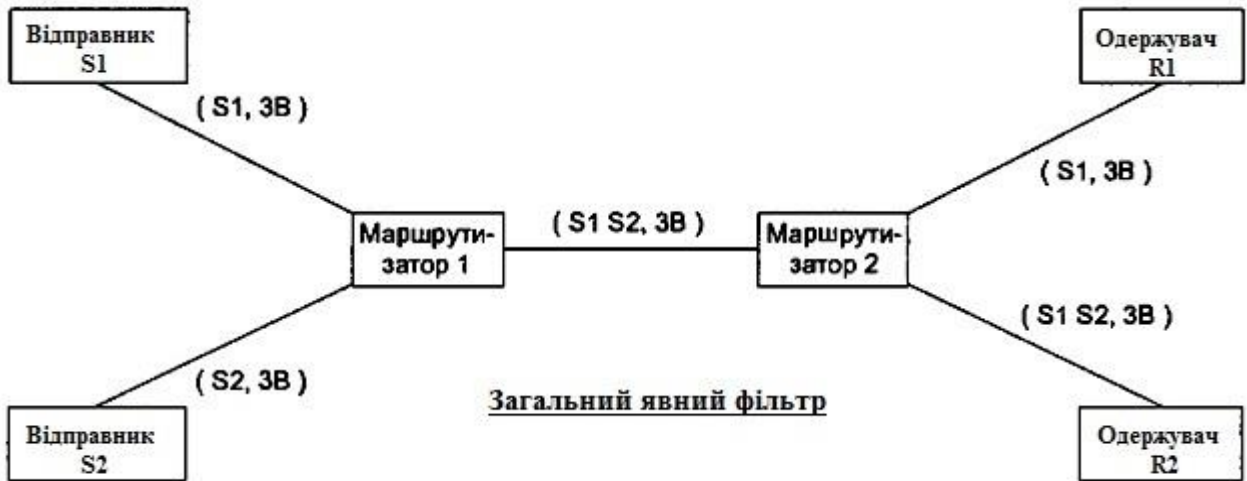 Відправник
S1
Одержувач
R1
( S1, 3B )
( S1, 3B )
( S1 S2, 3B )
Маршрути-
затор 1
Маршрути-
затор 2
( S1 S2, 3B )
( S2, 3B )
Загальний явний фільтр
Відправник
S2
Одержувач
R2